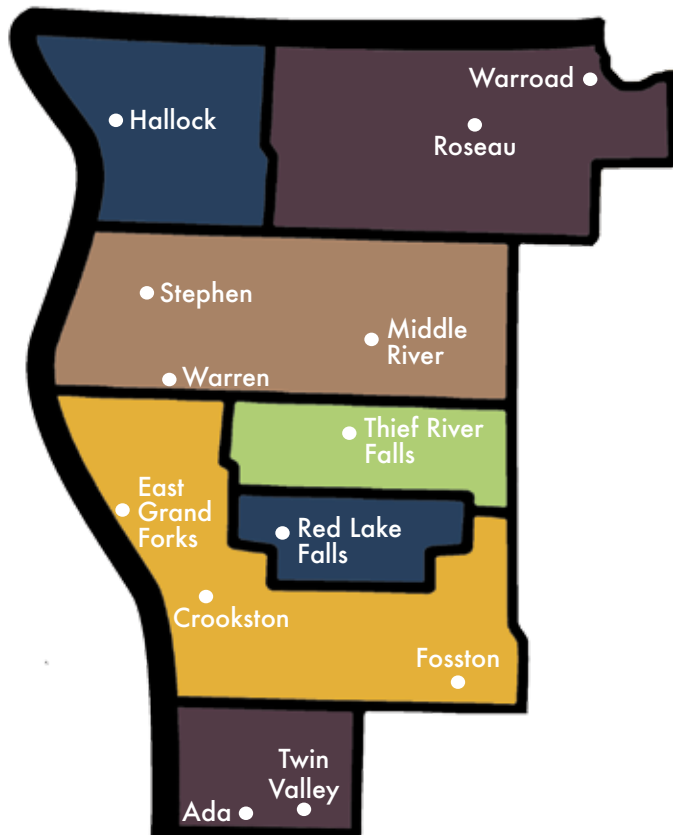 Warroad
Hallock
Roseau
Stephen
Middle
River
Warren
Thief River
Falls
East
Grand
Forks
Red Lake
Falls
Crookston
Fosston
Twin
Valley
Ada